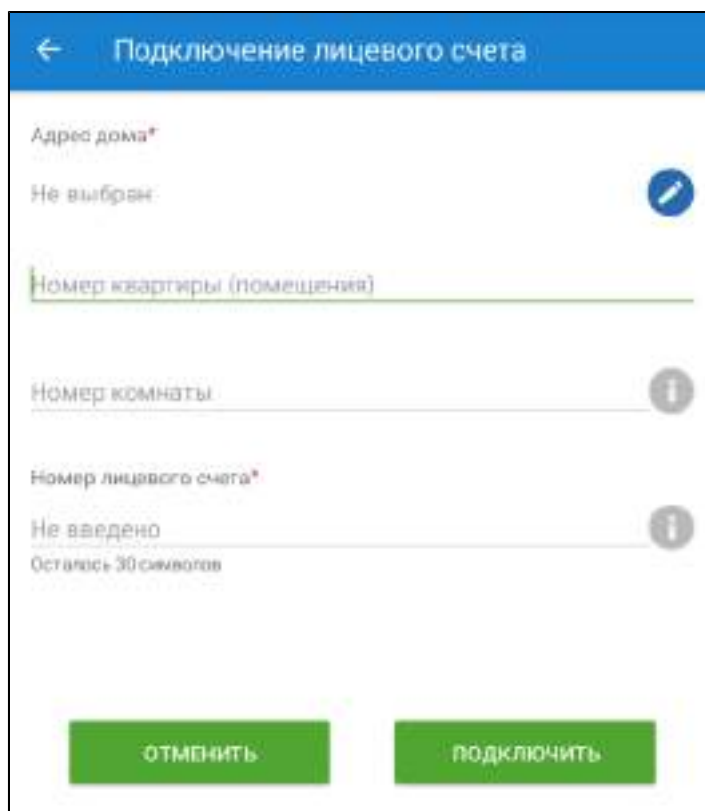 Подключение лицевого счета
Адрес дома*
Не выбран
Номер квартиры (помещения)
Номер комнаты
Номер лицевого счета*
Не введено
Осталось 30 символов
ОТМЕНИТЬ
ПОДКЛЮЧИТЬ